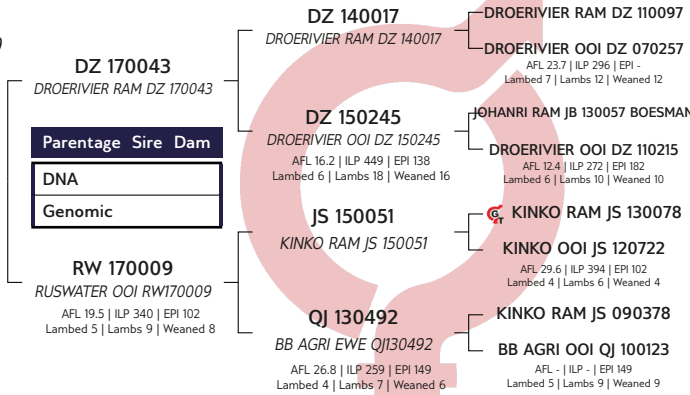 DZ 170043
DROERIVIER RAM DZ 170043
Parentage Sire Dam
DNA
Genomic
RW 170009
RUSWATER OOI RW170009
AFL 19.5 | ILP 340 | EPI 102
Lambed 5 | Lambs 9 | Weaned 8
DZ 140017
DROERIVIER RAM DZ 140017
DZ 150245
DROERIVIER OOI DZ 150245
AFL 16.2 | ILP 449 | EPI 138
Lambed 6 | Lambs 18 | Weaned 16
JS 150051
KINKO RAM JS 150051
QJ 130492
BB AGRI EWE QJ130492
AFL 26.8 | ILP 259 | EPI 149
Lambed 4 | Lambs 7 | Weaned 6
DROERIVIER RAM DZ 110097
DROERIVIER OOI DZ 070257
AFL 23.7 | ILP 296 | EPI -
Lambed 7 | Lambs 12 | Weaned 12
JOHANRI RAM JB 130057 BOESMAN
DROERIVIER OOI DZ 110215
AFL 12.4 | ILP 272 | EPI 182
Lambed 6 | Lambs 10 | Weaned 10
GT KINKO RAM JS 130078
KINKO OOI JS 120722
AFL 29.6 | ILP 394 | EPI 102
Lambed 4 | Lambs 6 | Weaned 4
KINKO RAM JS 090378
BB AGRI OOI QJ 100123
AFL - | ILP - | EPI 149
Lambed 5 | Lambs 9 | Weaned 9